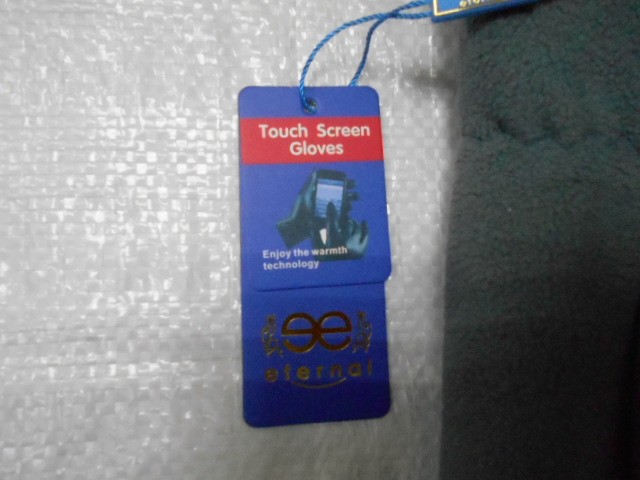 Touch Screen
Gloves
Enjoy the warmth
technology
ee
eternal